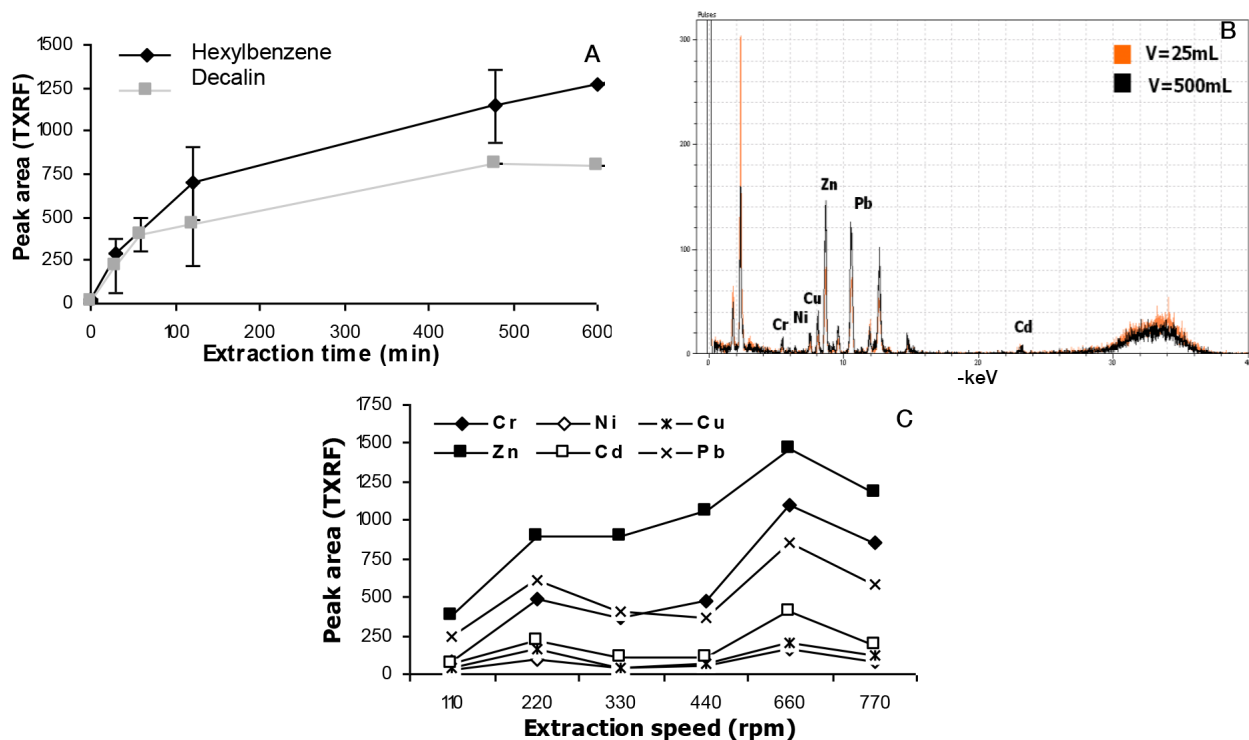 A
Hexylbenzene
Decalin
Peak area (TXRF)
1500
1250
1000
750
500
250
0
0 100 200 300 400 500 600
Extraction time (min)
Pulses
B
V=25mL
V=500mL
300
200
100
0
Cr
Ni
Cu
Zn
Pb
Cd
0 10 30
-keV
C
Cr Ni Cu
Zn Cd Pb
Peak area (TXRF)
1750
1500
1250
1000
750
500
250
0
110 220 330 440 660 770
Extraction speed (rpm)